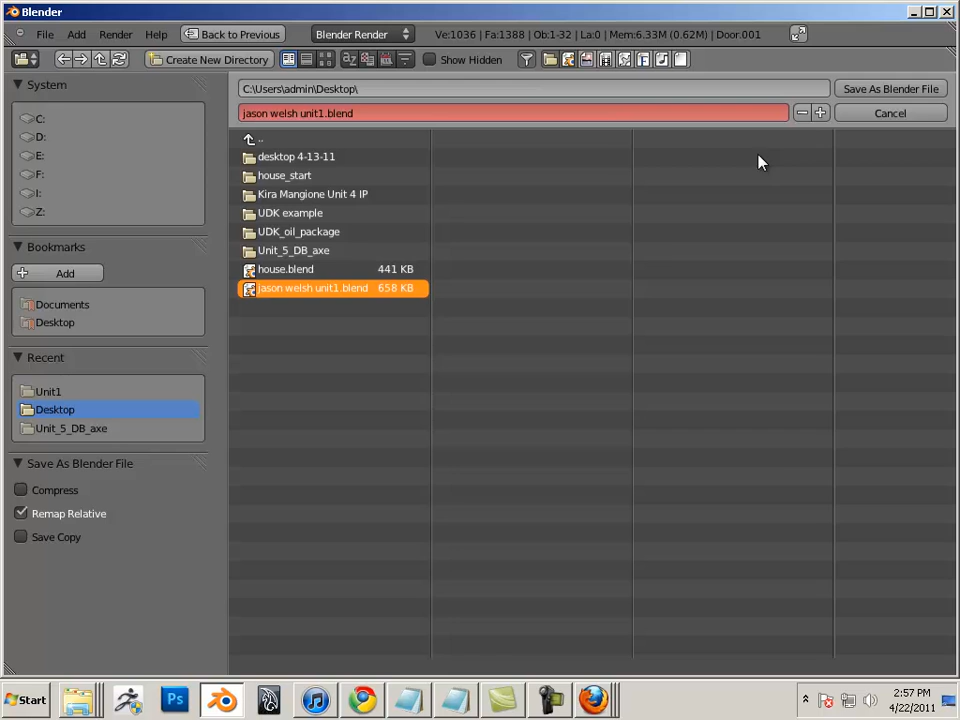 Blender
File Add Render Help Back to Previous Blender Render Ve:1036 | Fa:1388 | Ob:1-32 | La:0 | Mem:6.33M (0.62M) | Door.001
Create New Directory Show Hidden
System
C:
D:
E:
F:
I:
Z:
Bookmarks
Add
Documents
Desktop
Recent
Unit1
Desktop
Unit_5_DB_axe
Save As Blender File
Compress
Remap Relative
Save Copy
C:\Users\admin\Desktop\ Save As Blender File
jason welsh unit1.blend Cancel
..
desktop 4-13-11
house_start
Kira Mangione Unit 4 IP
UDK example
UDK_oil_package
Unit_5_DB_axe
house.blend 441 KB
jason welsh unit1.blend 658 KB
Start Ps 2:57 PM
4/22/2011